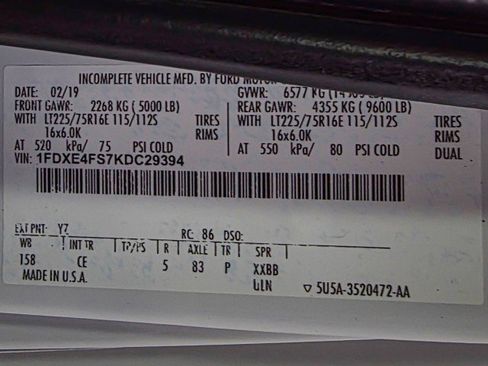 INCOMPLETE VEHICLE MFD. BY FORD MOTOR
DATE: 02/19 GVWR: 6577 KG
FRONT GAWR: 2268 KG ( 5000 LB) REAR GAWR: 4355 KG ( 9600 LB)
WITH LT225/75R16E 115/112S TIRES WITH LT225/75R16E 115/112S TIRES
16x6.0K RIMS 16x6.0K RIMS
AT 520 kPa/ 75 PSI COLD AT 550 kPa/ 80 PSI COLD DUAL
VIN: 1FDXE4FS7KDC29394
EXT PNT: YZ RC: 86 DSO:
WB INT TR TP/PS R AXLE TR SPR
158 CE 5 83 P XXBB
MADE IN U.S.A.
5U5A-3520472-AA